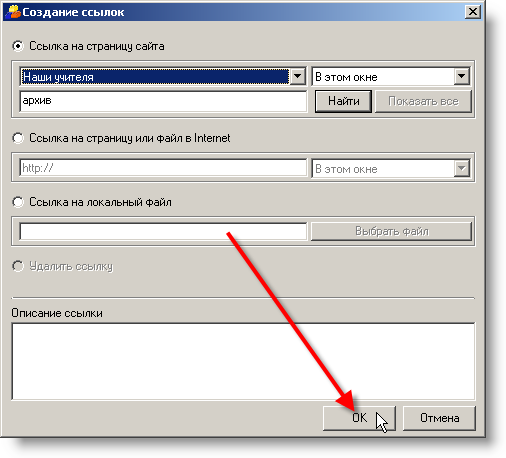 Создание ссылок
Ссылка на страницу сайта
Наши учителя
В этом окне
архив
Найти
Показать все
Ссылка на страницу или файл в Internet
http://
В этом окне
Ссылка на локальный файл
Выбрать файл
Удалить ссылку
Описание ссылки
OK
Отмена